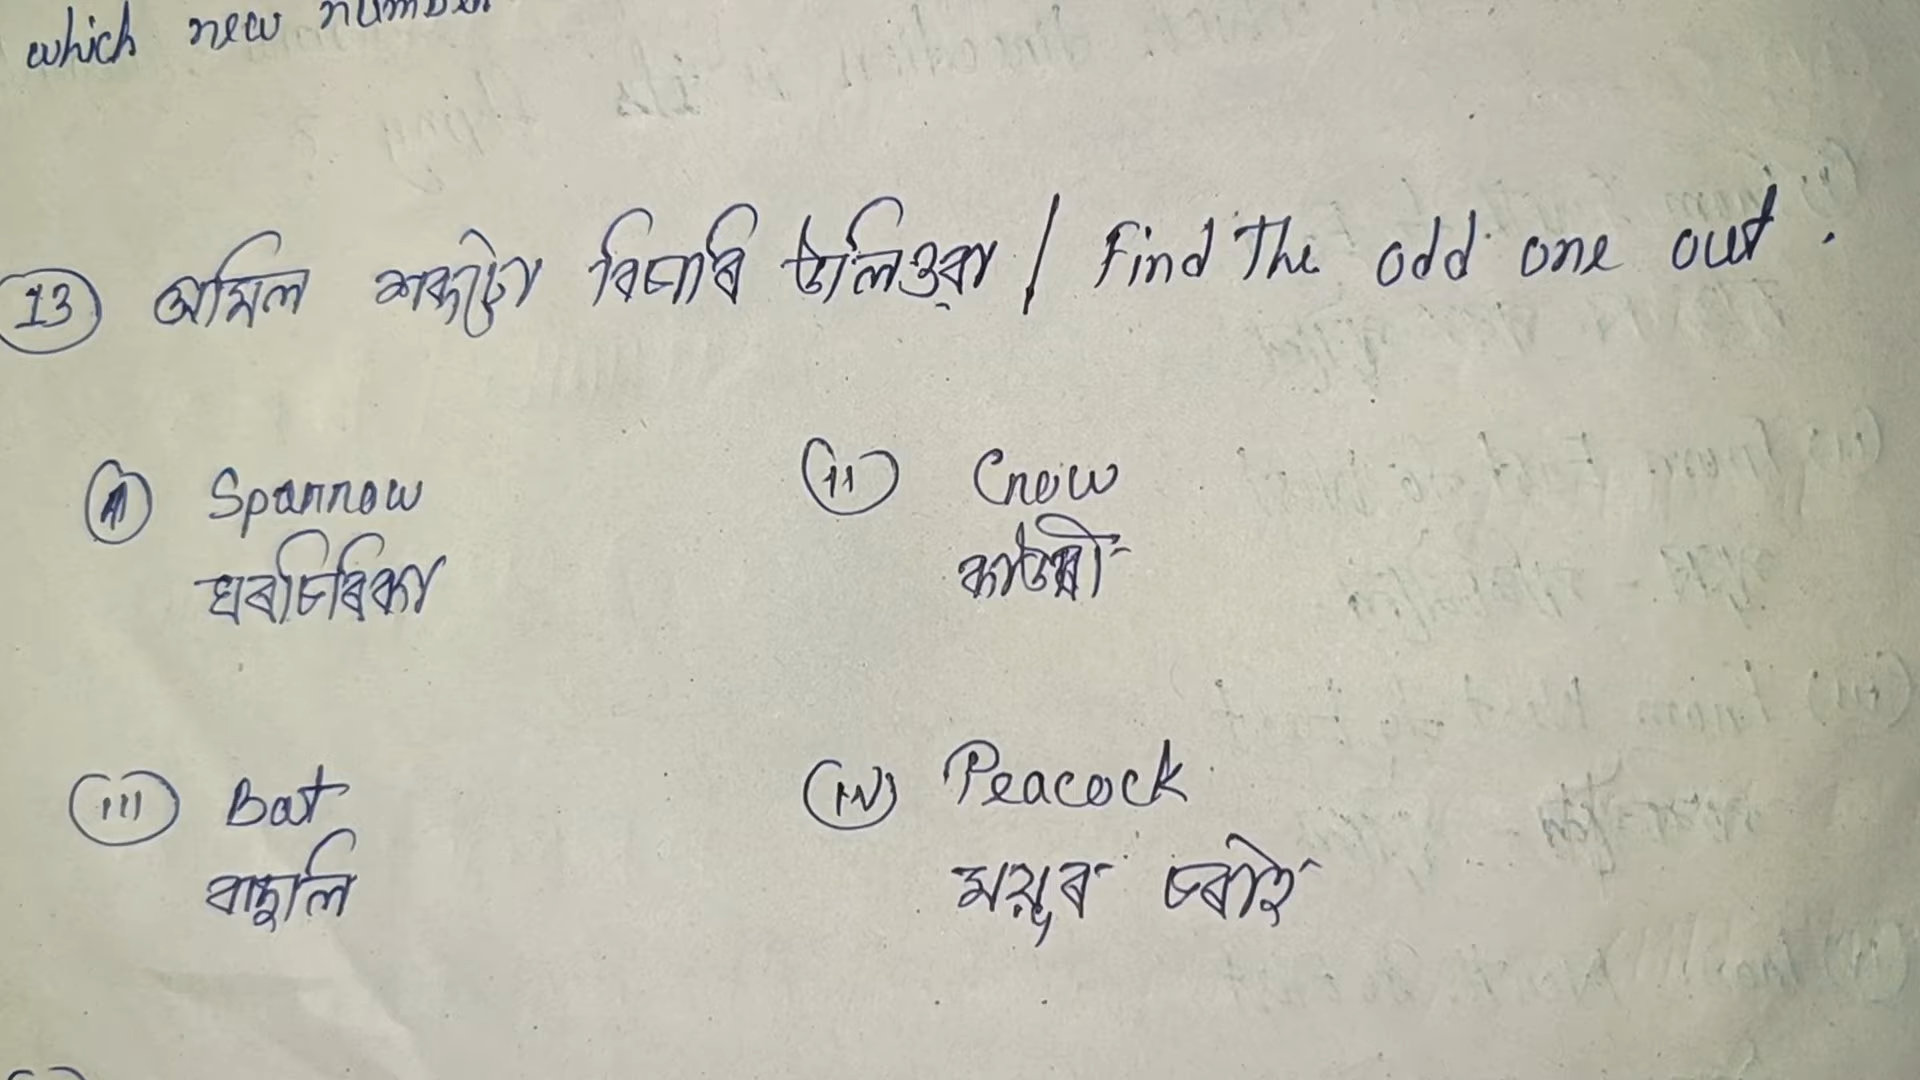 which new number
13 অমিল শব্দটো বিচাৰি উলিওৱা / Find The odd one out.
(i) Sparrow
ঘৰচিৰিকা
(ii) Crow
কাউৰী
(iii) Bat
বাদুলি
(iv) Peacock
ময়ূৰ চৰাই